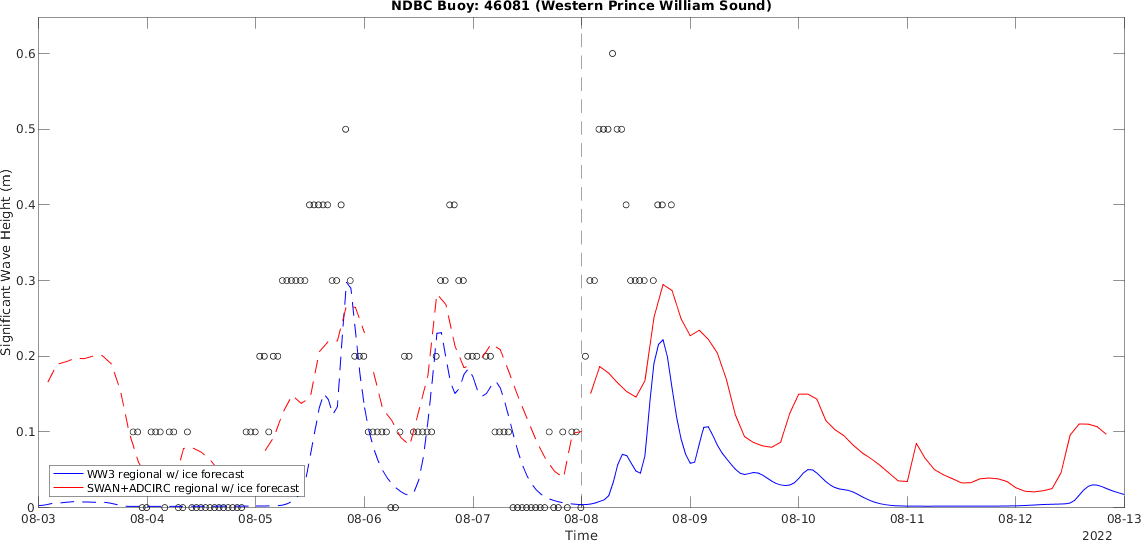 NDBC Buoy: 46081 (Western Prince William Sound)
Significant Wave Height (m)
0.6
0.5
0.4
0.3
0.2
0.1
0
WW3 regional w/ ice forecast
SWAN+ADCIRC regional w/ ice forecast
08-03 08-04 08-05 08-06 08-07 08-08 08-09 08-10 08-11 08-12 08-13
Time
2022